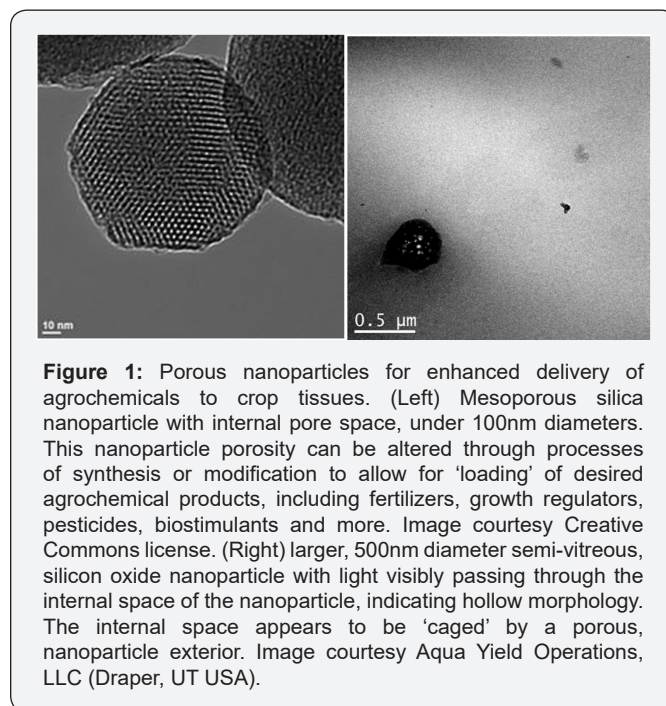 10 nm
0.5 µm
Figure 1: Porous nanoparticles for enhanced delivery of
agrochemicals to crop tissues. (Left) Mesoporous silica
nanoparticle with internal pore space, under 100nm diameters.
This nanoparticle porosity can be altered through processes
of synthesis or modification to allow for ‘loading’ of desired
agrochemical products, including fertilizers, growth regulators,
pesticides, biostimulants and more. Image courtesy Creative
Commons license. (Right) larger, 500nm diameter semi-vitreous,
silicon oxide nanoparticle with light visibly passing through the
internal space of the nanoparticle, indicating hollow morphology.
The internal space appears to be ‘caged’ by a porous,
nanoparticle exterior. Image courtesy Aqua Yield Operations,
LLC (Draper, UT USA).